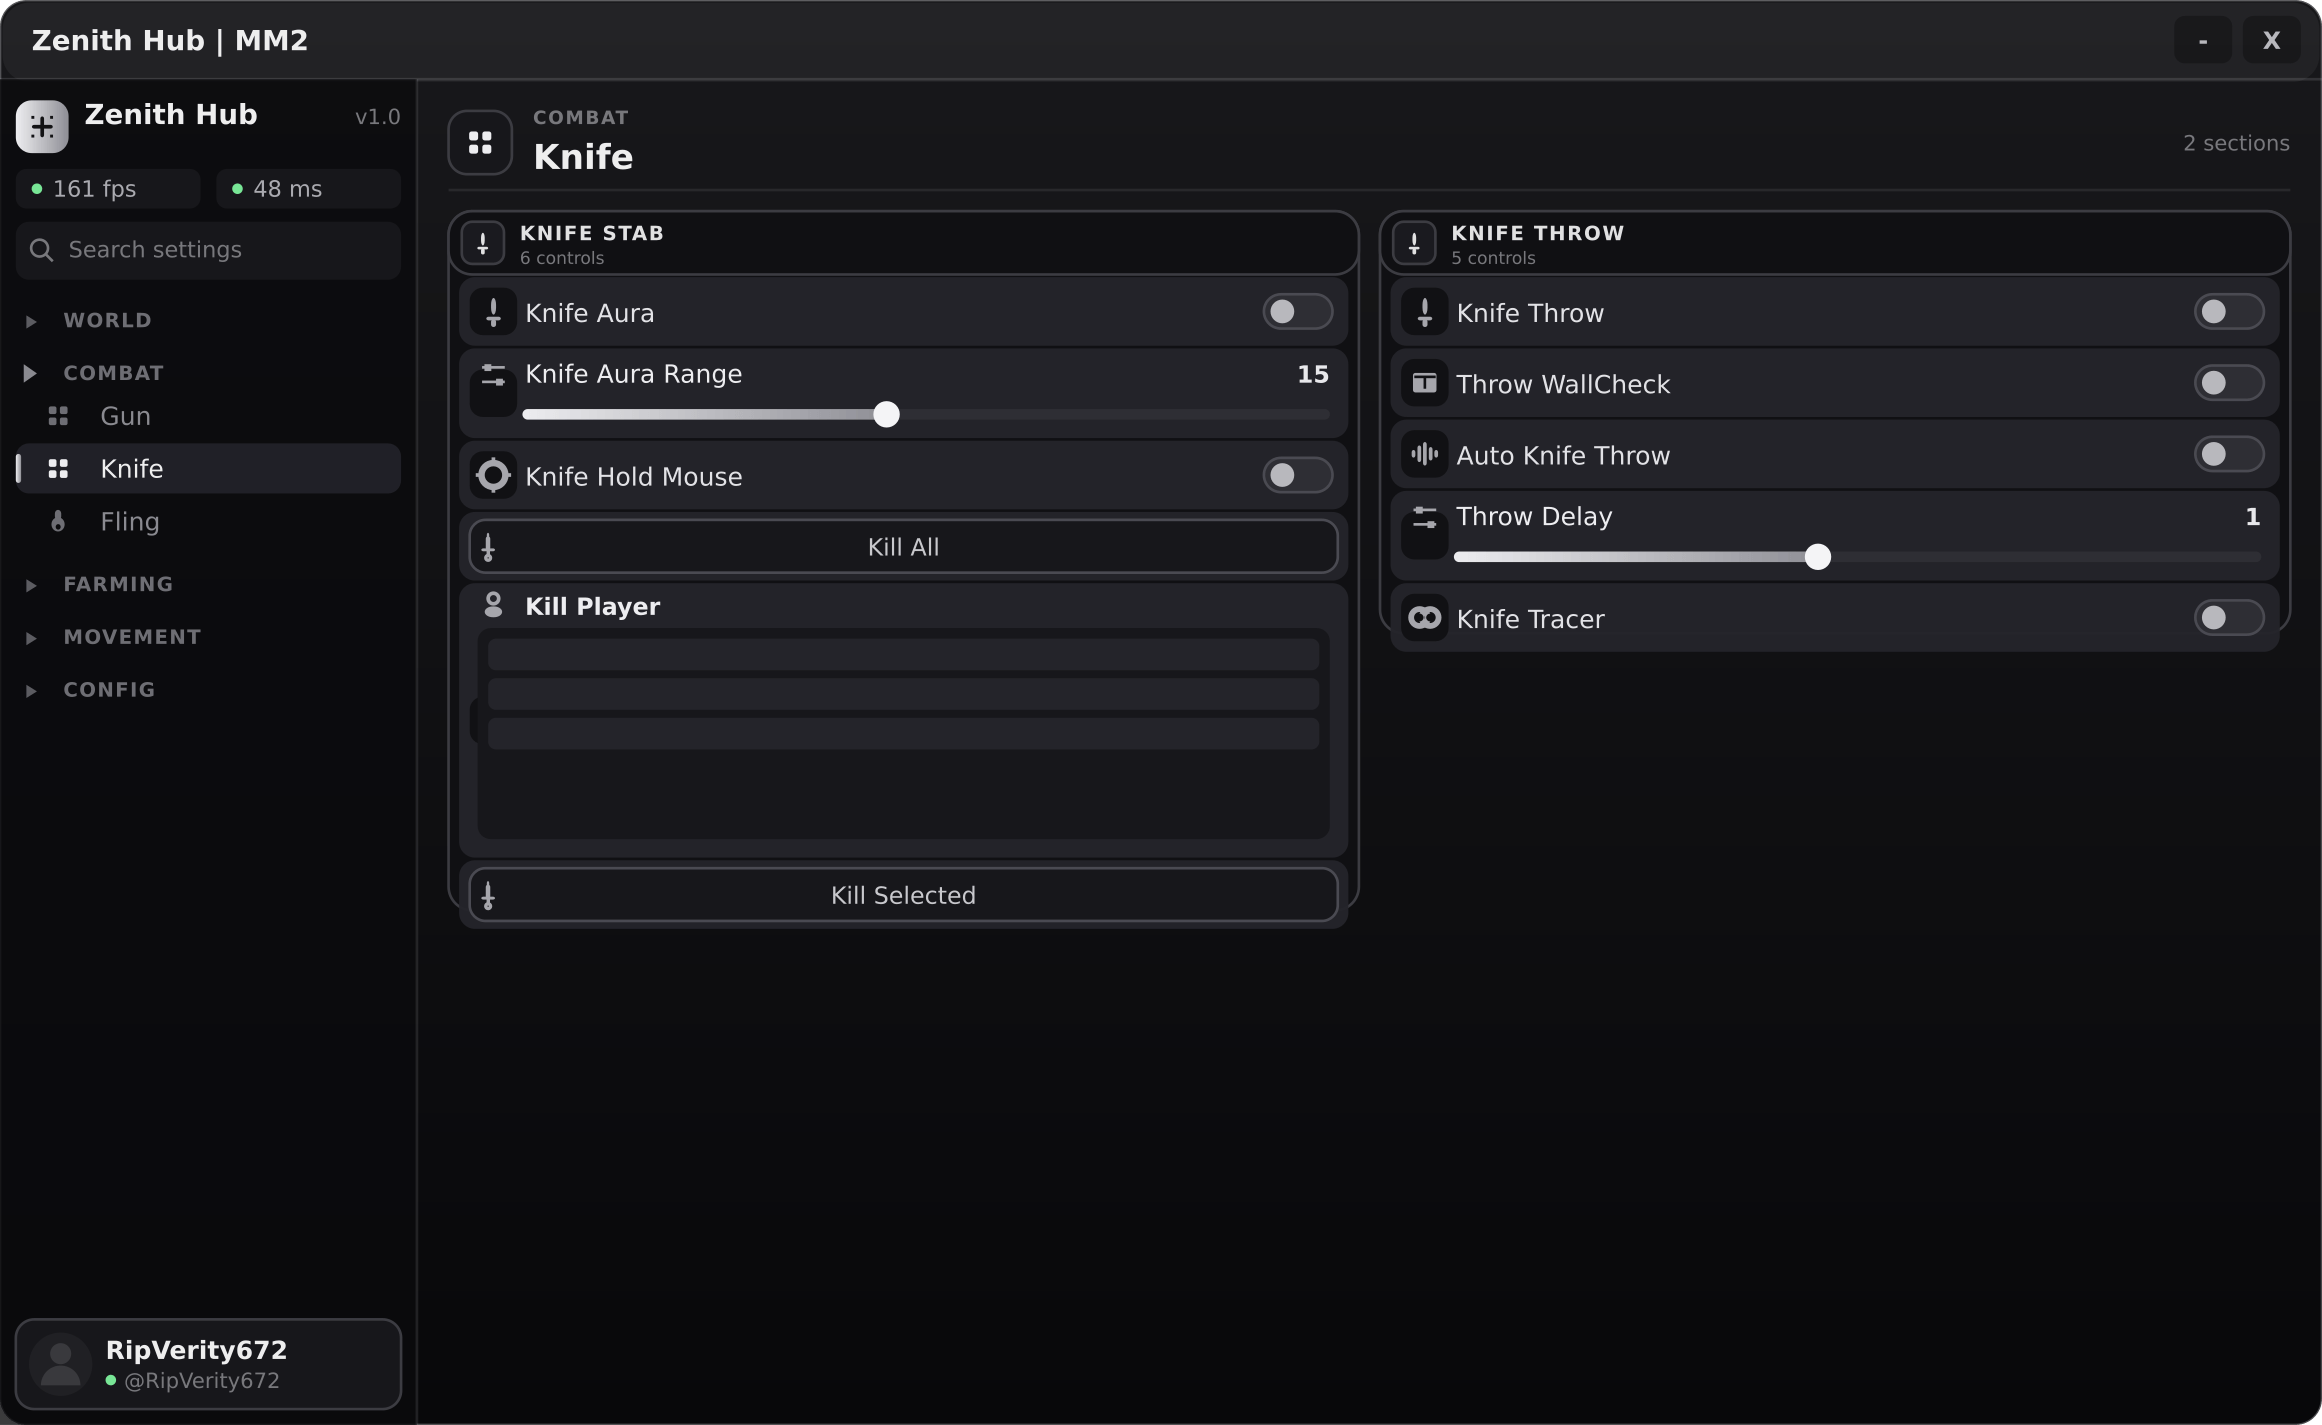 Zenith Hub | MM2
-
X
Zenith Hub
v1.0
161 fps
48 ms
Search settings
WORLD
COMBAT
Gun
Knife
Fling
FARMING
MOVEMENT
CONFIG
RipVerity672
@RipVerity672
COMBAT
Knife
2 sections
KNIFE STAB
6 controls
Knife Aura
Knife Aura Range
15
Knife Hold Mouse
Kill All
Kill Player
Kill Selected
KNIFE THROW
5 controls
Knife Throw
Throw WallCheck
Auto Knife Throw
Throw Delay
1
Knife Tracer